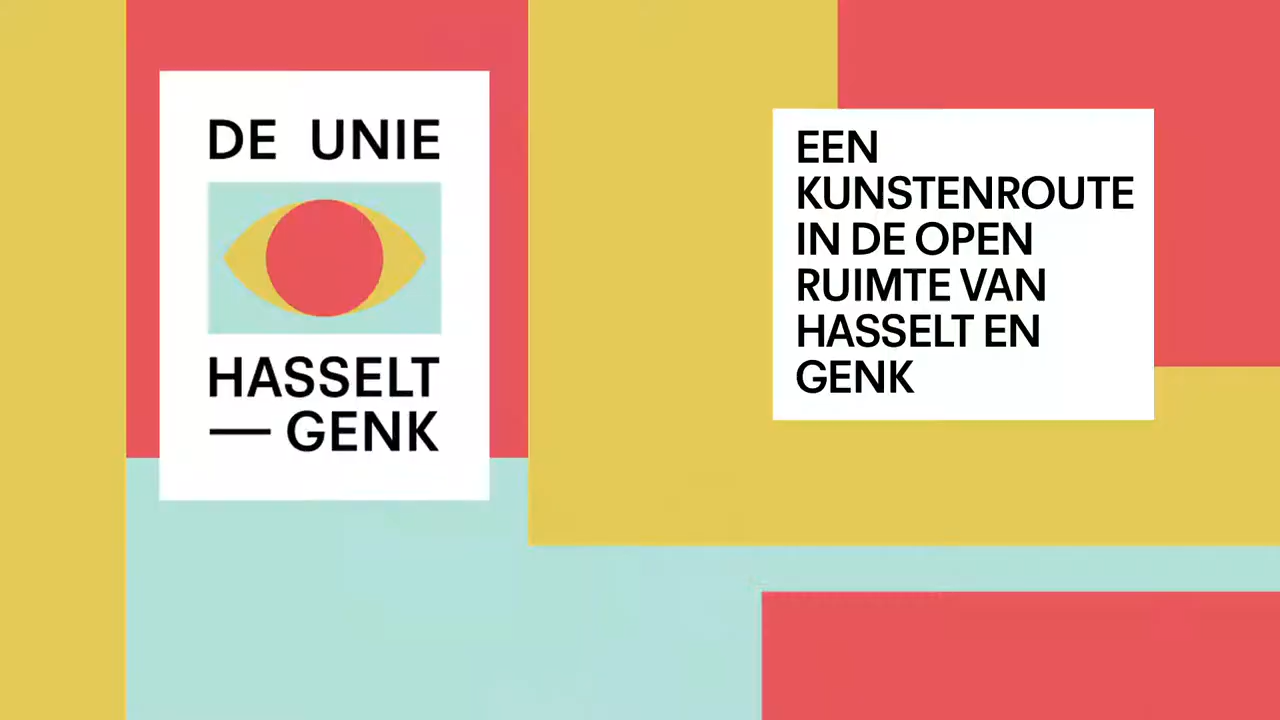 DE UNIE
HASSELT
— GENK
EEN
KUNSTENROUTE
IN DE OPEN
RUIMTE VAN
HASSELT EN
GENK